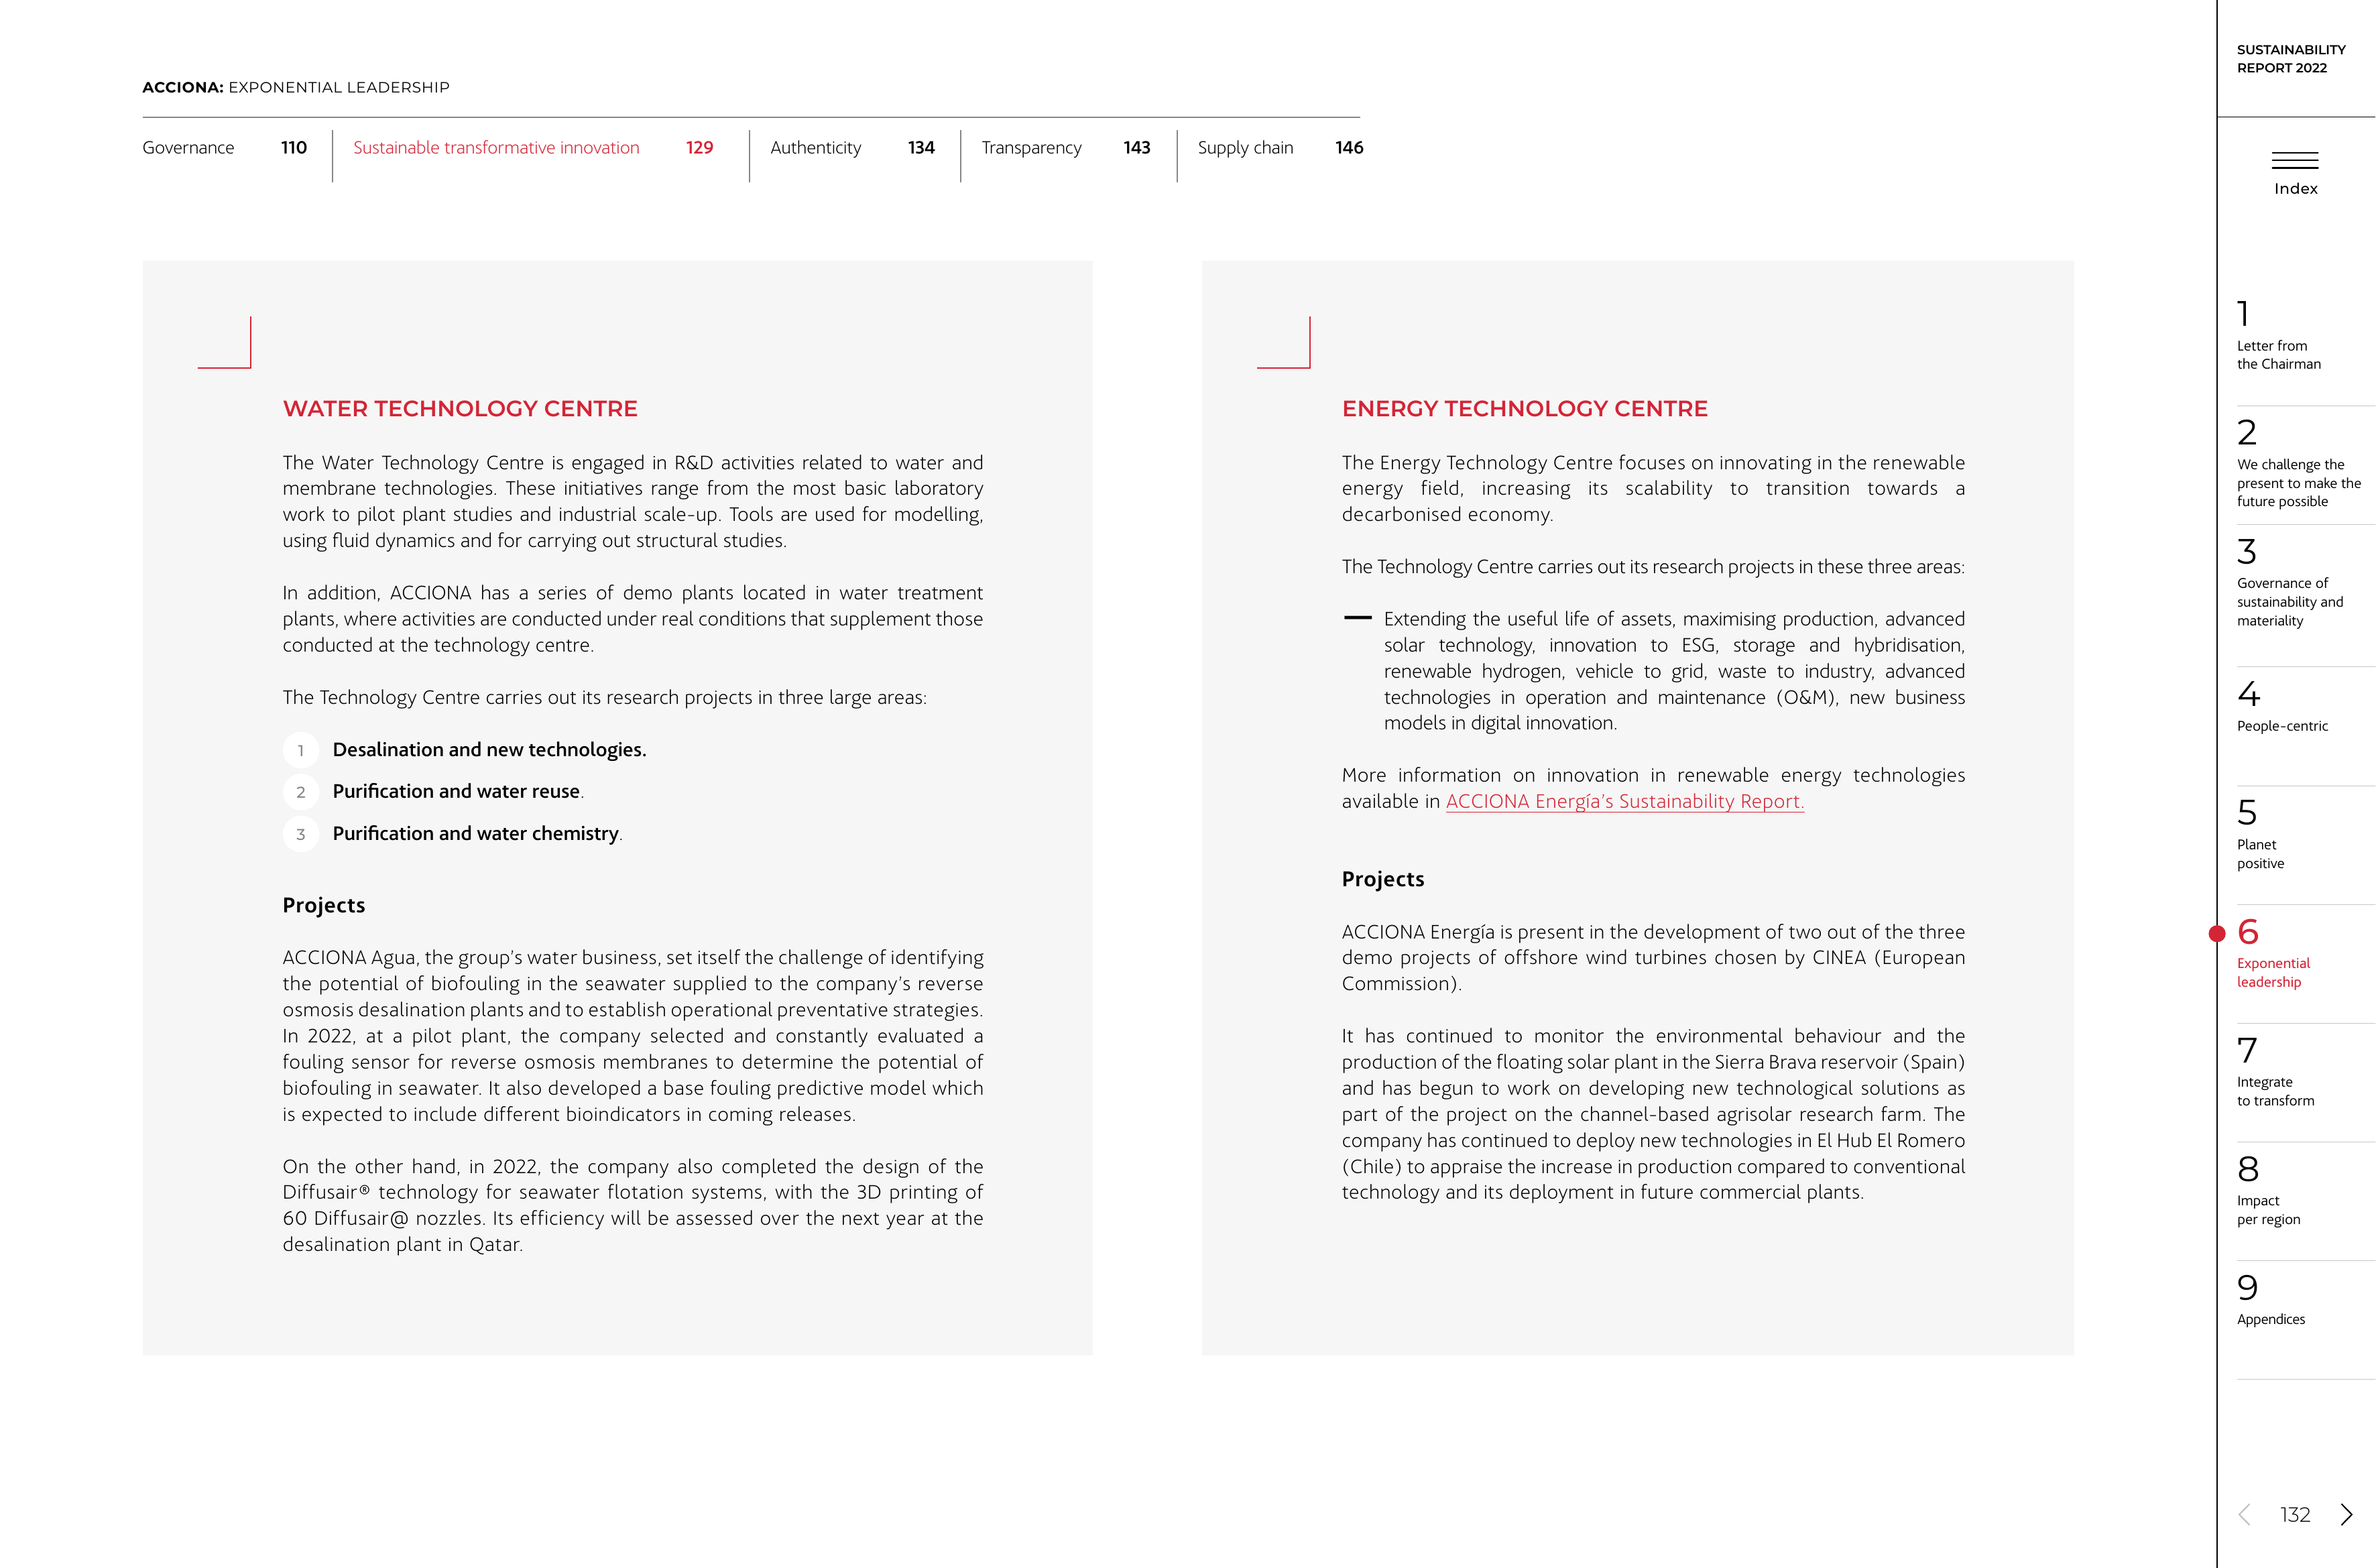 ACCIONA: EXPONENTIAL LEADERSHIP
Governance 110
Sustainable transformative innovation 129
Authenticity 134
Transparency 143
Supply chain 146
WATER TECHNOLOGY CENTRE
The Water Technology Centre is engaged in R&D activities related to water and
membrane technologies. These initiatives range from the most basic laboratory
work to pilot plant studies and industrial scale-up. Tools are used for modelling,
using fluid dynamics and for carrying out structural studies.
In addition, ACCIONA has a series of demo plants located in water treatment
plants, where activities are conducted under real conditions that supplement those
conducted at the technology centre.
The Technology Centre carries out its research projects in three large areas:
1 Desalination and new technologies.
2 Purification and water reuse.
3 Purification and water chemistry.
Projects
ACCIONA Agua, the group's water business, set itself the challenge of identifying
the potential of biofouling in the seawater supplied to the company's reverse
osmosis desalination plants and to establish operational preventative strategies.
In 2022, at a pilot plant, the company selected and constantly evaluated a
fouling sensor for reverse osmosis membranes to determine the potential of
biofouling in seawater. It also developed a base fouling predictive model which
is expected to include different bioindicators in coming releases.
On the other hand, in 2022, the company also completed the design of the
Diffusair® technology for seawater flotation systems, with the 3D printing of
60 Diffusair@ nozzles. Its efficiency will be assessed over the next year at the
desalination plant in Qatar.
ENERGY TECHNOLOGY CENTRE
The Energy Technology Centre focuses on innovating in the renewable
energy field, increasing its scalability to transition towards a
decarbonised economy.
The Technology Centre carries out its research projects in these three areas:
— Extending the useful life of assets, maximising production, advanced
solar technology, innovation to ESG, storage and hybridisation,
renewable hydrogen, vehicle to grid, waste to industry, advanced
technologies in operation and maintenance (O&M), new business
models in digital innovation.
More information on innovation in renewable energy technologies
available in ACCIONA Energía's Sustainability Report.
Projects
ACCIONA Energía is present in the development of two out of the three
demo projects of offshore wind turbines chosen by CINEA (European
Commission).
It has continued to monitor the environmental behaviour and the
production of the floating solar plant in the Sierra Brava reservoir (Spain)
and has begun to work on developing new technological solutions as
part of the project on the channel-based agrisolar research farm. The
company has continued to deploy new technologies in El Hub El Romero
(Chile) to appraise the increase in production compared to conventional
technology and its deployment in future commercial plants.
SUSTAINABILITY
REPORT 2022
Index
1
Letter from
the Chairman
2
We challenge the
present to make the
future possible
3
Governance of
sustainability and
materiality
4
People-centric
5
Planet
positive
6
Exponential
leadership
7
Integrate
to transform
8
Impact
per region
9
Appendices
132